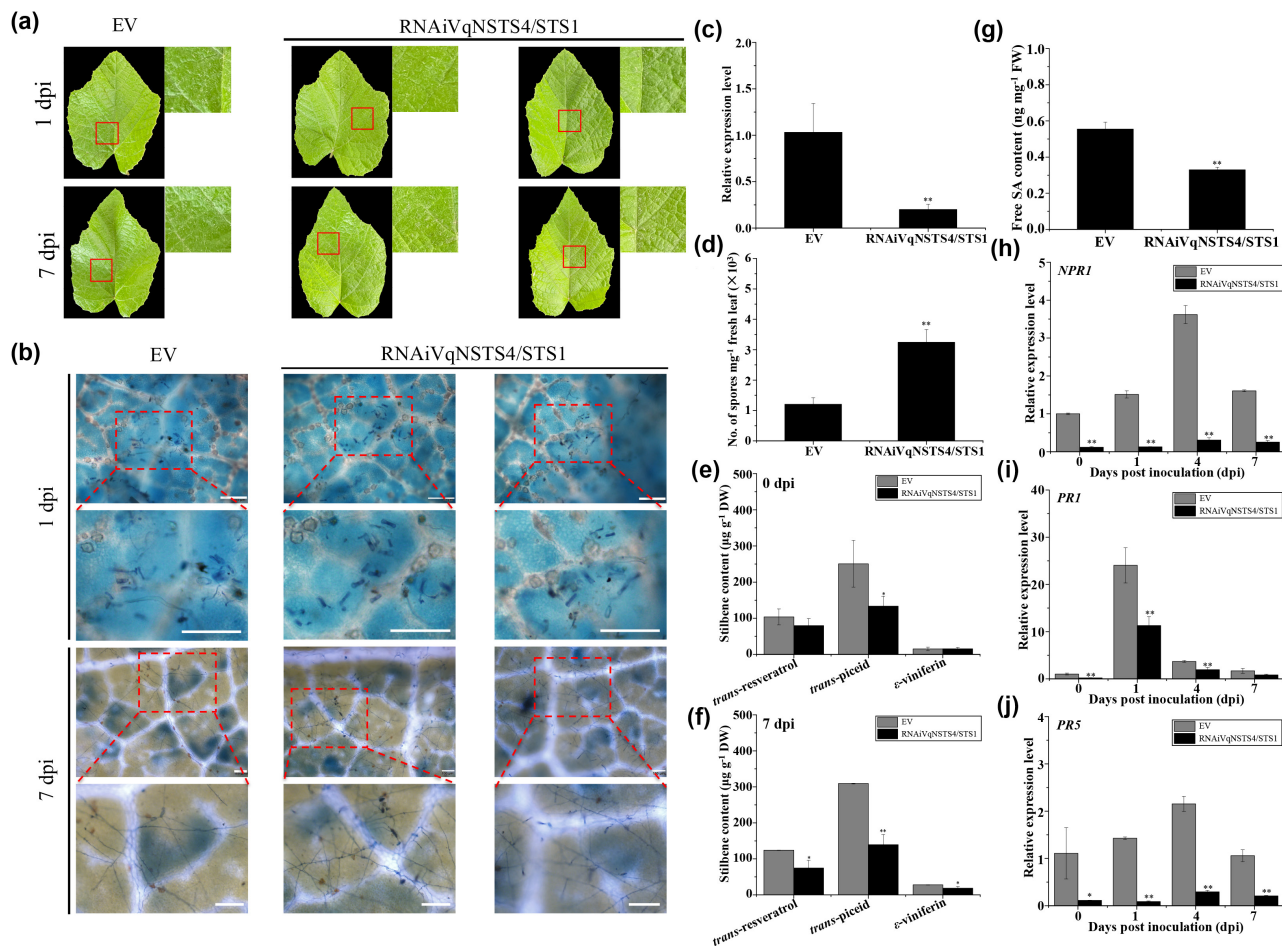 (a)
EV
RNAiVqNSTS4/STS1
1 dpi
7 dpi
(b)
EV
RNAiVqNSTS4/STS1
1 dpi
7 dpi
(c)
Relative expression level
2.0
1.5
1.0
0.5
0.0
**
EV
RNAiVqNSTS4/STS1
(d)
No. of spores mg⁻¹ fresh leaf (×10³)
6
5
4
3
2
1
0
**
EV
RNAiVqNSTS4/STS1
(e)
0 dpi
EV
RNAiVqNSTS4/STS1
Stilbene content (µg g⁻¹ DW)
500
300
250
200
100
0
*
trans-resveratrol
trans-piceid
ε-viniferin
(f)
7 dpi
EV
RNAiVqNSTS4/STS1
Stilbene content (µg g⁻¹ DW)
500
400
300
250
125
0
*
**
*
trans-resveratrol
trans-piceid
ε-viniferin
(g)
Free SA content (ng mg⁻¹ FW)
1.0
0.8
0.6
0.4
0.2
0.0
**
EV
RNAiVqNSTS4/STS1
(h)
NPR1
EV
RNAiVqNSTS4/STS1
Relative expression level
5
4
3
2
1
0
**
**
**
**
0
1
4
7
Days post inoculation (dpi)
(i)
PR1
EV
RNAiVqNSTS4/STS1
Relative expression level
40
30
20
10
0
**
**
**
0
1
4
7
Days post inoculation (dpi)
(j)
PR5
EV
RNAiVqNSTS4/STS1
Relative expression level
5
4
2
1
0
*
**
**
**
0
1
4
7
Days post inoculation (dpi)